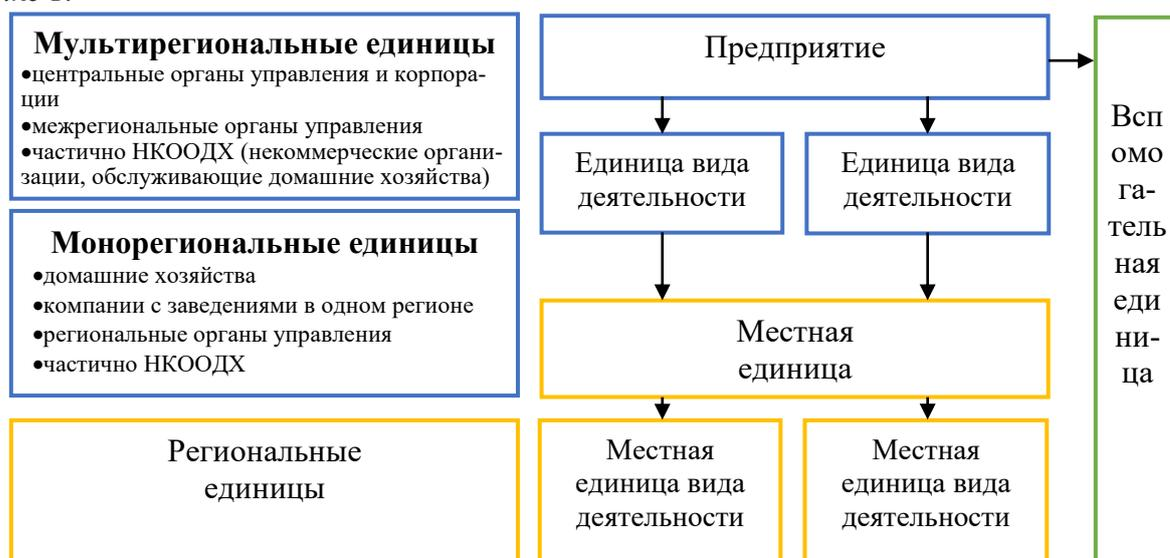 Мультирегиональные единицы
•центральные органы управления и корпора-
ции
•межрегиональные органы управления
•частично НКООДХ (некоммерческие органи-
зации, обслуживающие домашние хозяйства)
Монорегиональные единицы
•домашние хозяйства
•компании с заведениями в одном регионе
•региональные органы управления
•частично НКООДХ
Региональные
единицы
Предприятие
Единица вида
деятельности
Единица вида
деятельности
Местная
единица
Местная
единица вида
деятельности
Местная
единица вида
деятельности
Всп
омо
га-
тель
ная
еди
ни-
ца